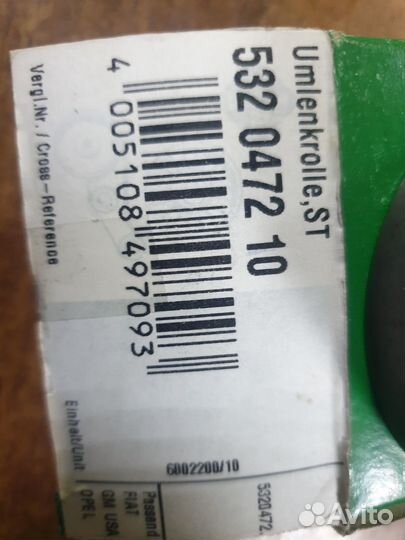 Umlenkrolle,ST
532 0472 10
4 005108 497093
Vergl.Nr. / Cross-Reference
Einheit/Unit
6002200/10
5320472
Passend
FIAT
GM USA
OPEL
Avito